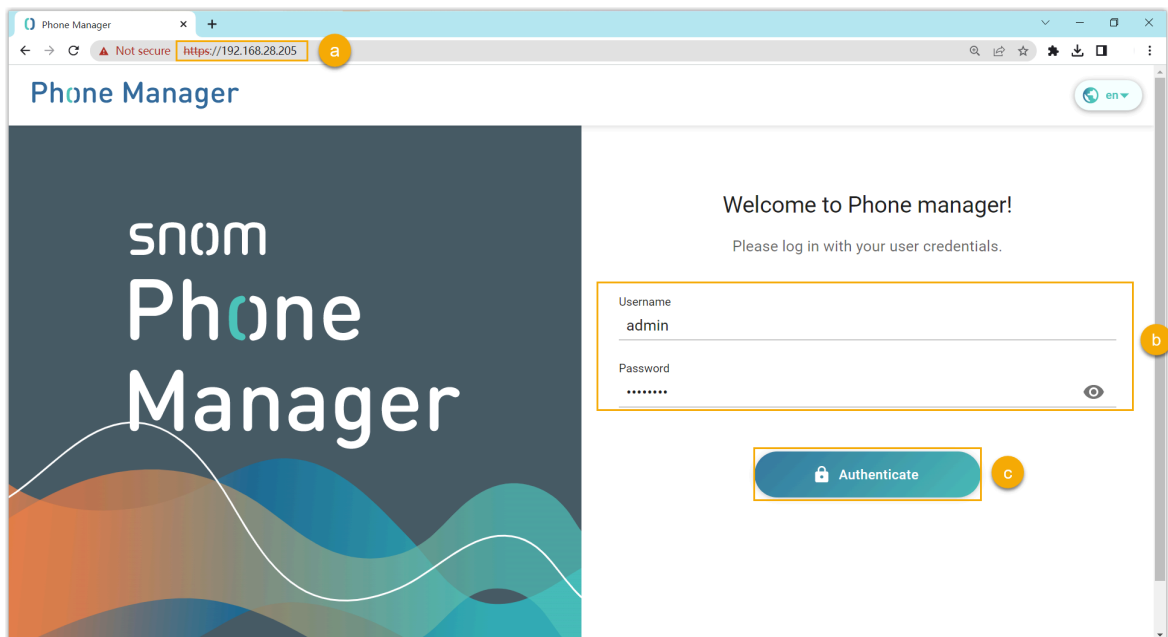 Phone Manager
Not secure https://192.168.28.205
a
Phone Manager
en
snom
Phone
Manager
Welcome to Phone manager!
Please log in with your user credentials.
Username
admin
b
Password
••••••••
Authenticate
c